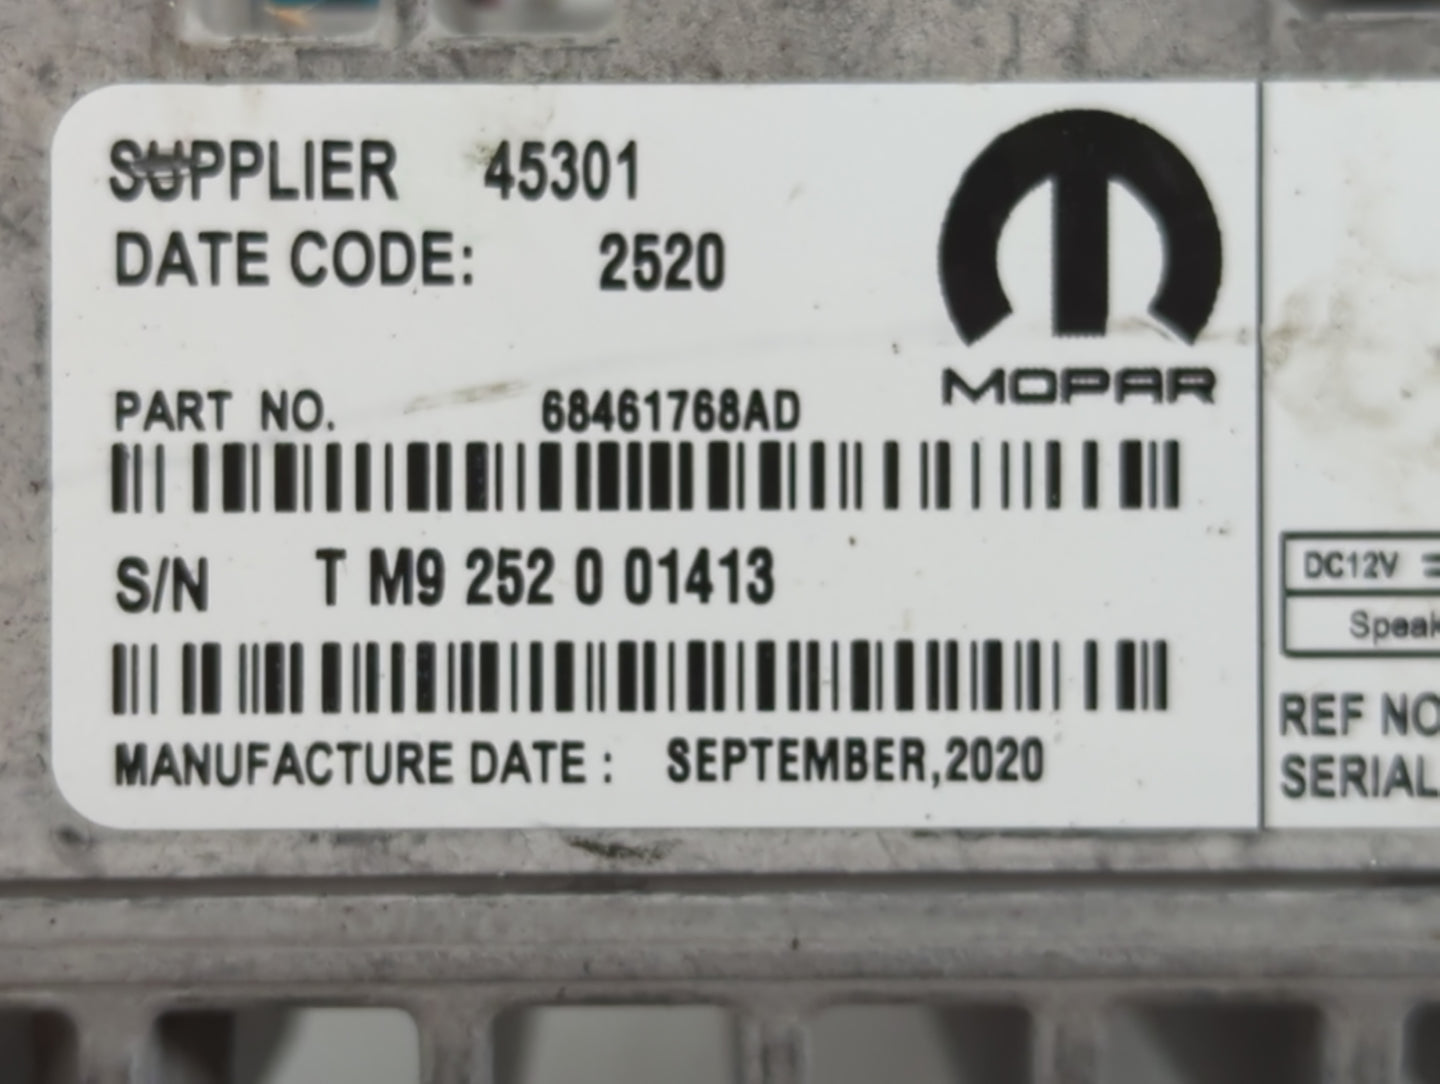 SUPPLIER 45301
DATE CODE: 2520
MOPAR
PART NO. 68461768AD
S/N T M9 252 0 01413
MANUFACTURE DATE : SEPTEMBER,2020
DC12V
REF NO
SERIAL